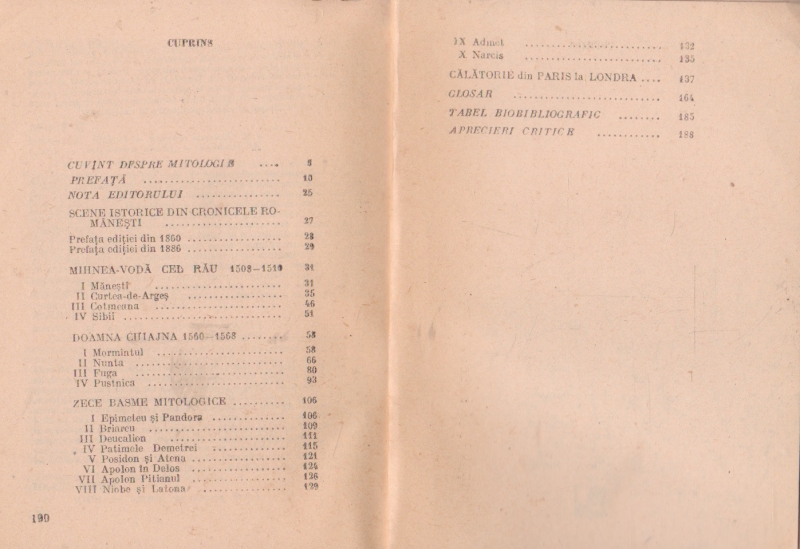 CUPRINS
CUVÎNT DESPRE MITOLOGIE .... 5
PREFAȚĂ ........................ 10
NOTA EDITORULUI ............... 25
SCENE ISTORICE DIN CRONICELE RO-
MÂNEȘTI ..................... 27
Prefața ediției din 1860 ................. 28
Prefața ediției din 1886 ................. 29
MIHNEA-VODĂ CEL RĂU 1508—1510 31
I Mănești ....................... 31
II Curtea-de-Argeș ................. 35
III Cotmeana ....................... 46
IV Sibii .......................... 51
DOAMNA CHIAJNA 1560—1568 ........ 58
I Mormîntul ...................... 58
II Nunta ......................... 66
III Fuga .......................... 80
IV Pustnica ....................... 93
ZECE BASME MITOLOGICE .......... 106
I Epimeteu și Pandora ............. 106
II Briareu ....................... 109
III Deucalion .................... 111
IV Patimele Demetrei ............. 115
V Posidon și Atena ................ 121
VI Apolon în Delos ................. 124
VII Apolon Pitianul ................ 126
VIII Niobe și Latona ............... 129
190
IX Admet ......................... 132
X Narcis ......................... 135
CĂLĂTORIE din PARIS la LONDRA .... 137
GLOSAR .......................... 164
TABEL BIOBIBLIOGRAFIC ........ 185
APRECIERI CRITICE ........... 188